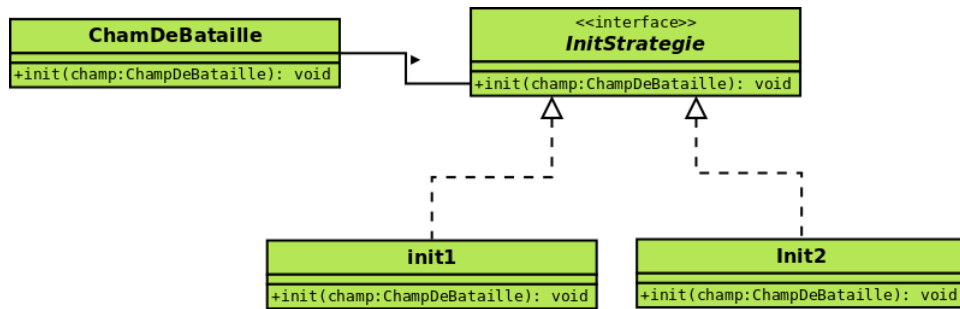 ChamDeBataille
+init(champ:ChampDeBataille): void
<<interface>>
InitStrategie
+init(champ:ChampDeBataille): void
init1
+init(champ:ChampDeBataille): void
Init2
+init(champ:ChampDeBataille): void